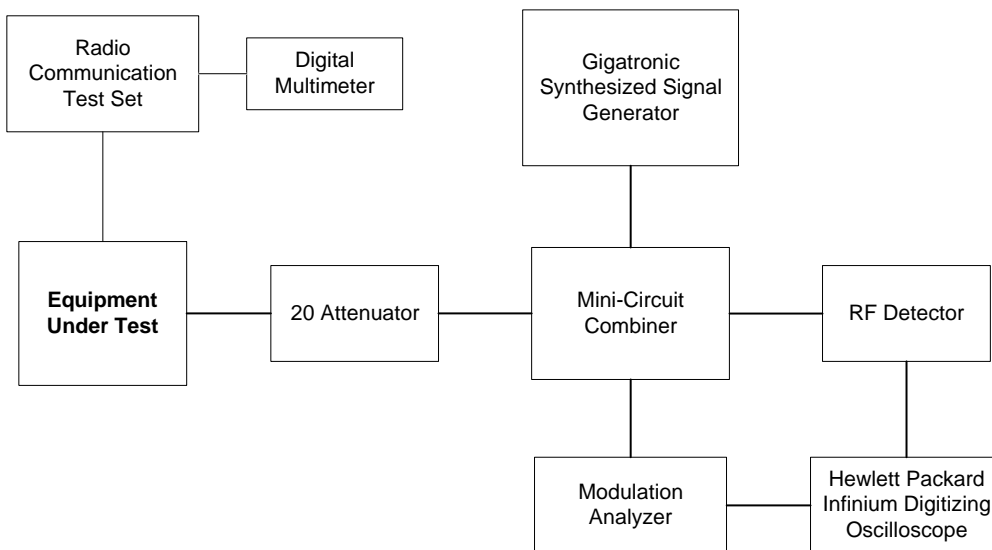 Radio
Communication
Test Set
Digital
Multimeter
Gigatronic
Synthesized Signal
Generator
Equipment
Under Test
20 Attenuator
Mini-Circuit
Combiner
RF Detector
Modulation
Analyzer
Hewlett Packard
Infinium Digitizing
Oscilloscope